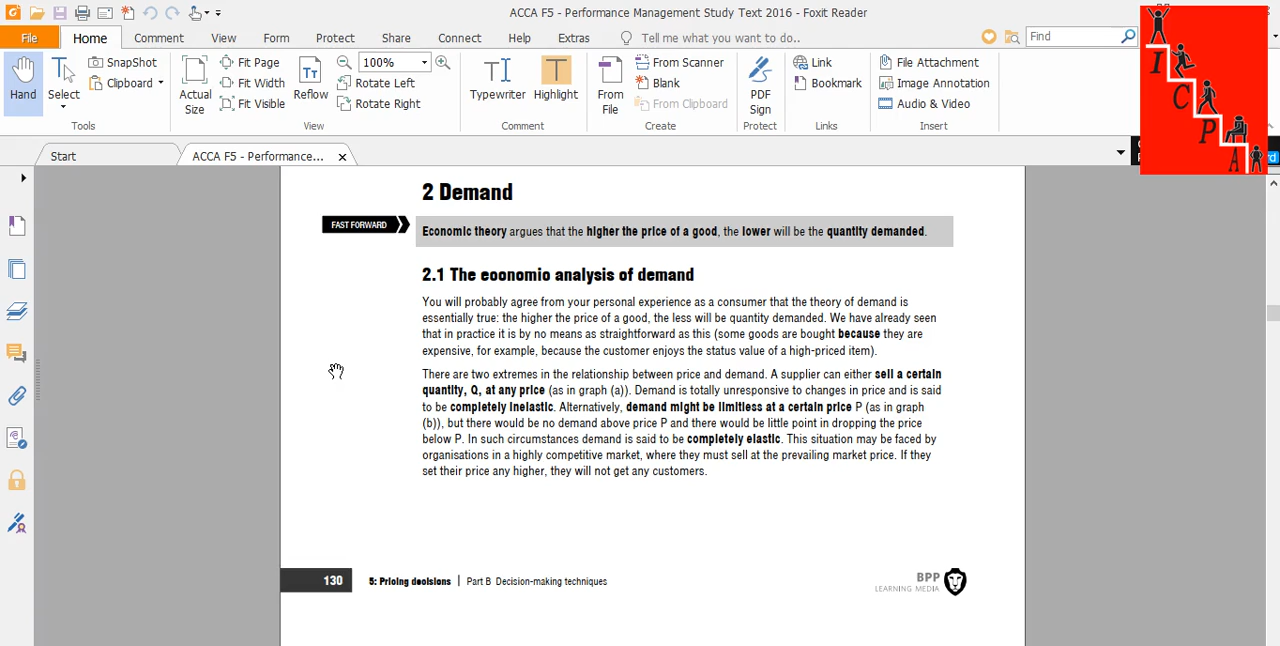 ACCA F5 - Performance Management Study Text 2016 - Foxit Reader
File Home Comment View Form Protect Share Connect Help Extras Tell me what you want to do.. Find
Hand Select SnapShot Clipboard
Tools
Actual Size Fit Page Fit Width Fit Visible Reflow 100% Rotate Left Rotate Right
View
Typewriter Highlight
Comment
From File From Scanner Blank From Clipboard
Create
PDF Sign
Protect
Link Bookmark
Links
File Attachment Image Annotation Audio & Video
Insert
I
C
P
A
Start ACCA F5 - Performance...
2 Demand
FAST FORWARD
Economic theory argues that the higher the price of a good, the lower will be the quantity demanded.
2.1 The economic analysis of demand
You will probably agree from your personal experience as a consumer that the theory of demand is
essentially true: the higher the price of a good, the less will be quantity demanded. We have already seen
that in practice it is by no means as straightforward as this (some goods are bought because they are
expensive, for example, because the customer enjoys the status value of a high-priced item).
There are two extremes in the relationship between price and demand. A supplier can either sell a certain
quantity, Q, at any price (as in graph (a)). Demand is totally unresponsive to changes in price and is said
to be completely inelastic. Alternatively, demand might be limitless at a certain price P (as in graph
(b)), but there would be no demand above price P and there would be little point in dropping the price
below P. In such circumstances demand is said to be completely elastic. This situation may be faced by
organisations in a highly competitive market, where they must sell at the prevailing market price. If they
set their price any higher, they will not get any customers.
130 5: Pricing decisions | Part B Decision-making techniques
BPP
LEARNING MEDIA